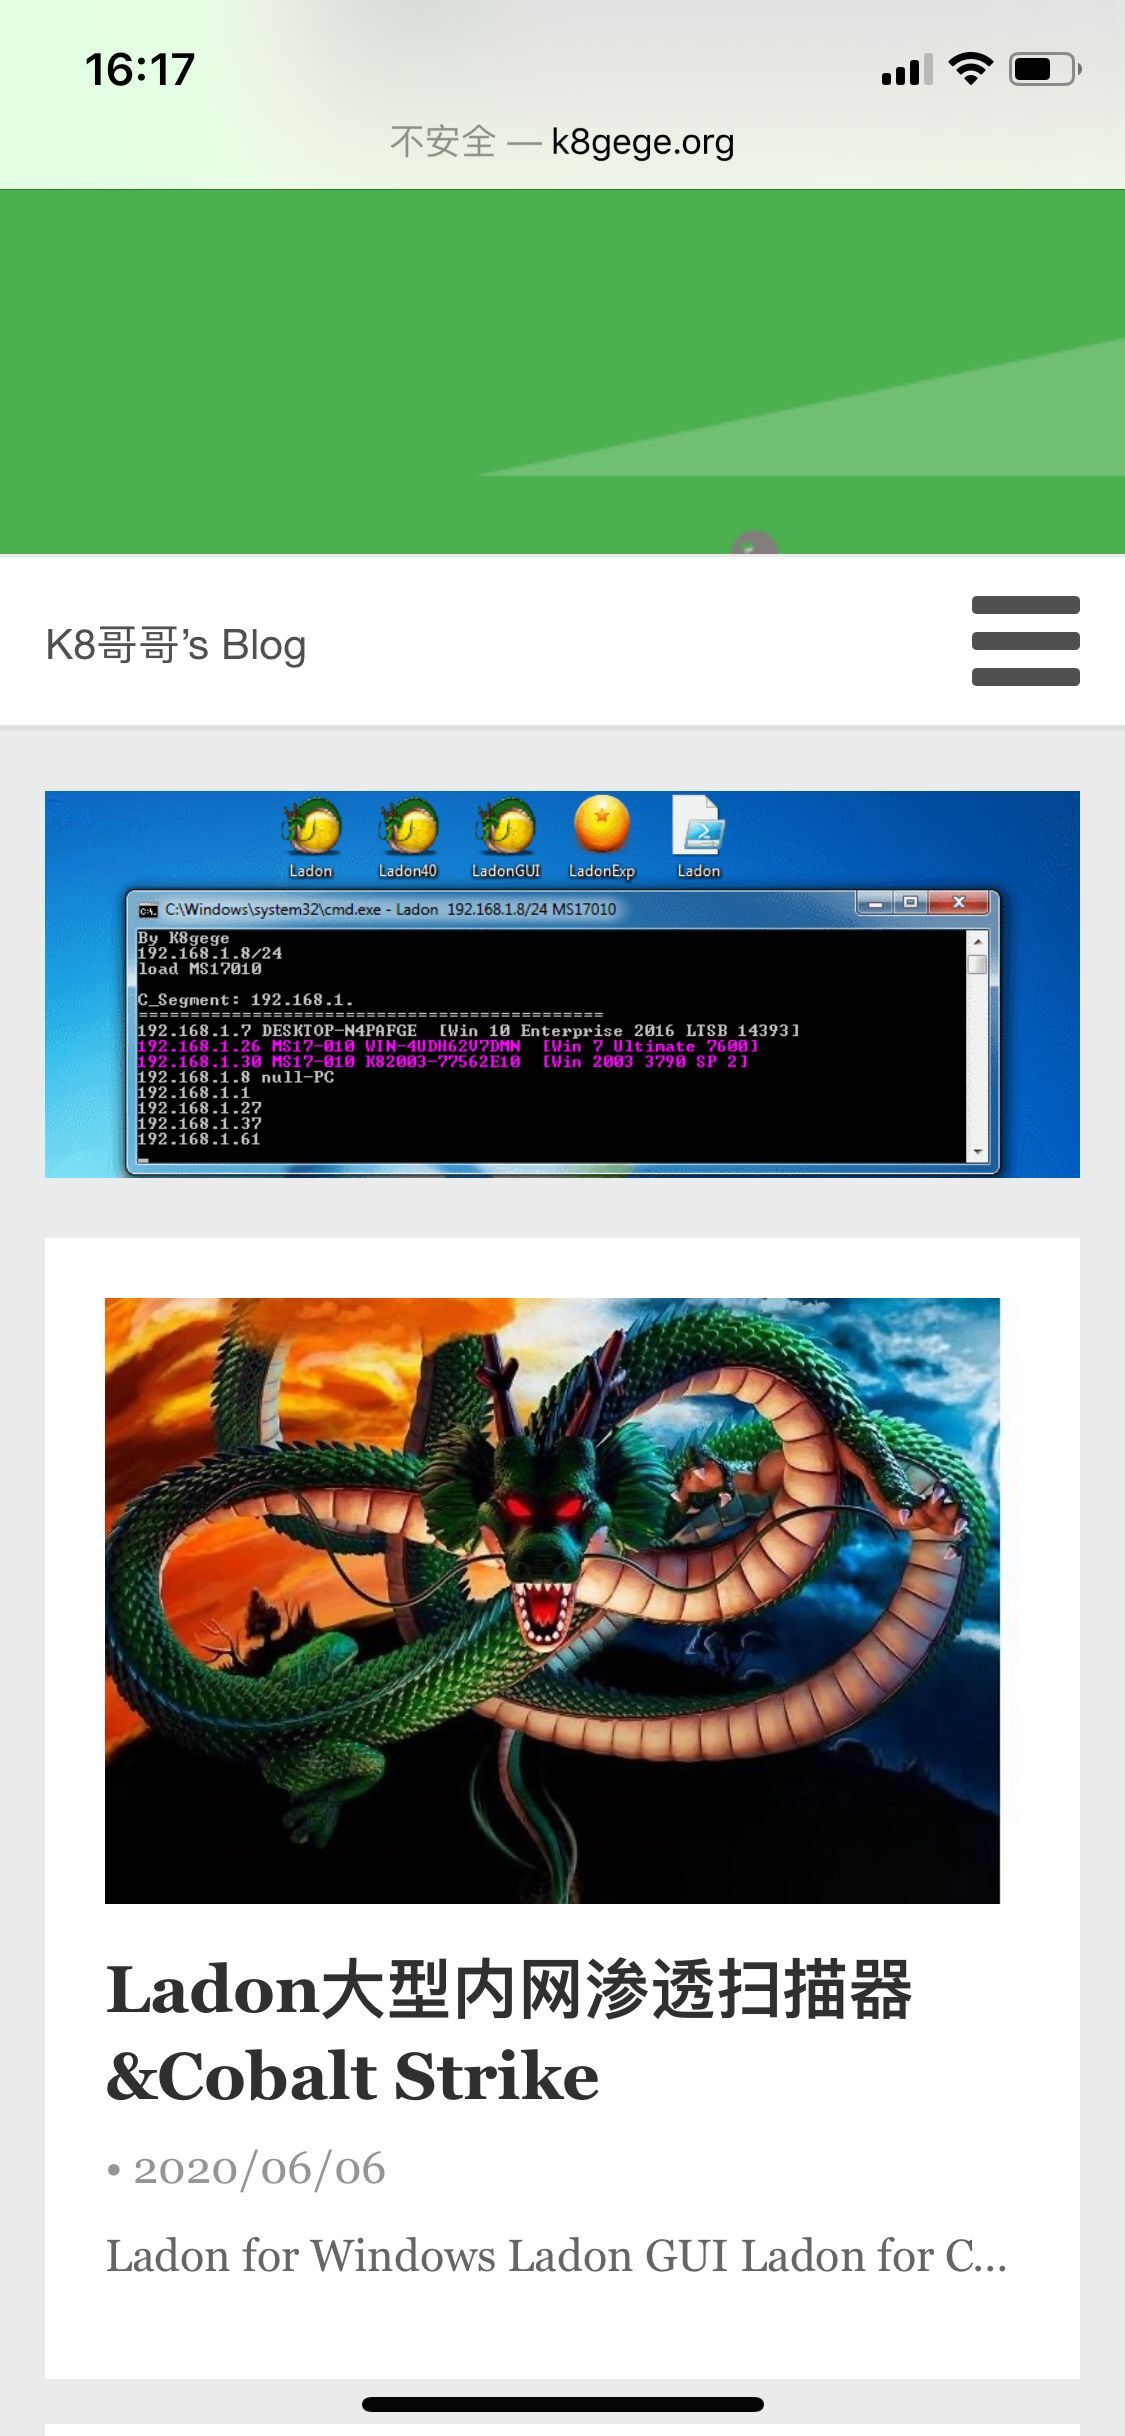 16:17
不安全 — k8gege.org
K8哥哥’s Blog
Ladon Ladon40 LadonGUI LadonExp Ladon
C:\Windows\system32\cmd.exe - Ladon 192.168.1.8/24 MS17010
By K8gege
192.168.1.8/24
load MS17010
C_Segment: 192.168.1.
=============================================
192.168.1.7 DESKTOP-N4PAFGE [Win 10 Enterprise 2016 LTSB 14393]
192.168.1.26 MS17-010 WIN-4UDH62V7DMN [Win 7 Ultimate 7600]
192.168.1.30 MS17-010 K82003-77562E10 [Win 2003 3790 SP 2]
192.168.1.8 null-PC
192.168.1.1
192.168.1.27
192.168.1.37
192.168.1.61
Ladon大型内网渗透扫描器
&Cobalt Strike
• 2020/06/06
Ladon for Windows Ladon GUI Ladon for C...